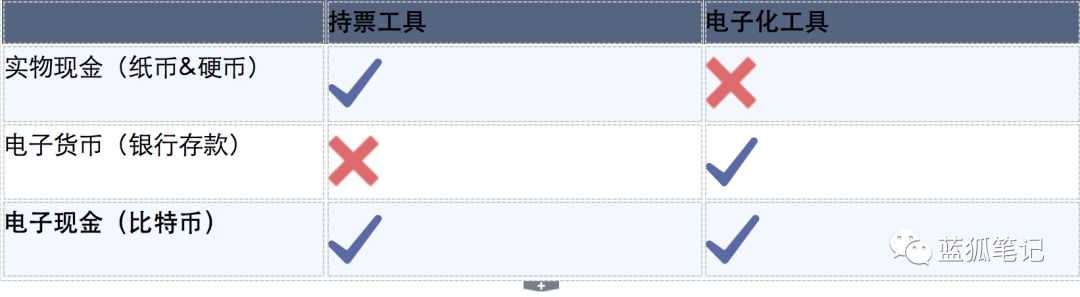 持票工具 电子化工具
实物现金（纸币&硬币）
电子货币（银行存款）
电子现金（比特币）
蓝狐笔记